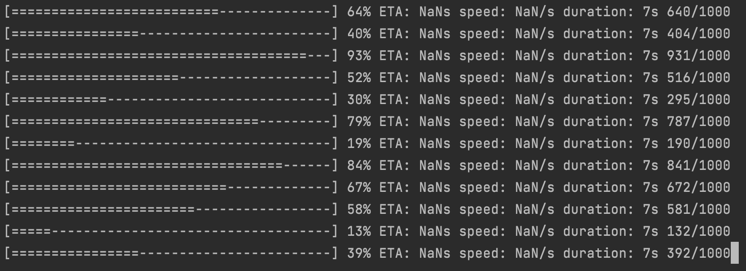 [==========================--------------] 64% ETA: NaNs speed: NaN/s duration: 7s 640/1000
[================------------------------] 40% ETA: NaNs speed: NaN/s duration: 7s 404/1000
[=====================================---] 93% ETA: NaNs speed: NaN/s duration: 7s 931/1000
[=====================-------------------] 52% ETA: NaNs speed: NaN/s duration: 7s 516/1000
[============----------------------------] 30% ETA: NaNs speed: NaN/s duration: 7s 295/1000
[===============================---------] 79% ETA: NaNs speed: NaN/s duration: 7s 787/1000
[========--------------------------------] 19% ETA: NaNs speed: NaN/s duration: 7s 190/1000
[==================================------] 84% ETA: NaNs speed: NaN/s duration: 7s 841/1000
[===========================-------------] 67% ETA: NaNs speed: NaN/s duration: 7s 672/1000
[=======================-----------------] 58% ETA: NaNs speed: NaN/s duration: 7s 581/1000
[=====-----------------------------------] 13% ETA: NaNs speed: NaN/s duration: 7s 132/1000
[================------------------------] 39% ETA: NaNs speed: NaN/s duration: 7s 392/1000